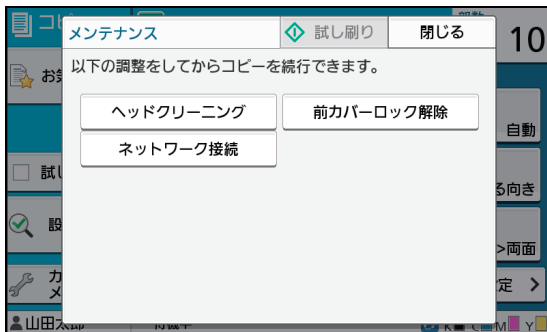 メンテナンス
試し刷り
閉じる
10
以下の調整をしてからコピーを続行できます。
ヘッドクリーニング
前カバーロック解除
ネットワーク接続
自動
る向き
>両面
定
山田太郎
待機中
K C M Y